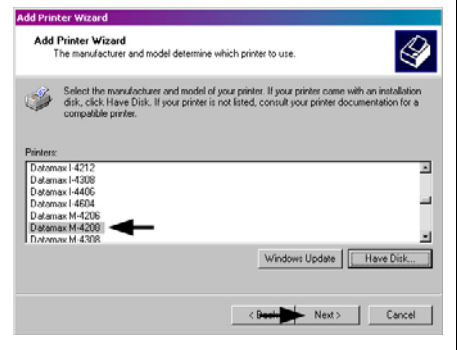 Add Printer Wizard
Add Printer Wizard
The manufacturer and model determine which printer to use.
Select the manufacturer and model of your printer. If your printer came with an installation
disk, click Have Disk. If your printer is not listed, consult your printer documentation for a
compatible printer.
Printers:
Datamax I-4212
Datamax I-4308
Datamax I-4406
Datamax I-4604
Datamax M-4206
Datamax M-4208
Datamax M-4308
Windows Update
Have Disk...
< Back
Next >
Cancel